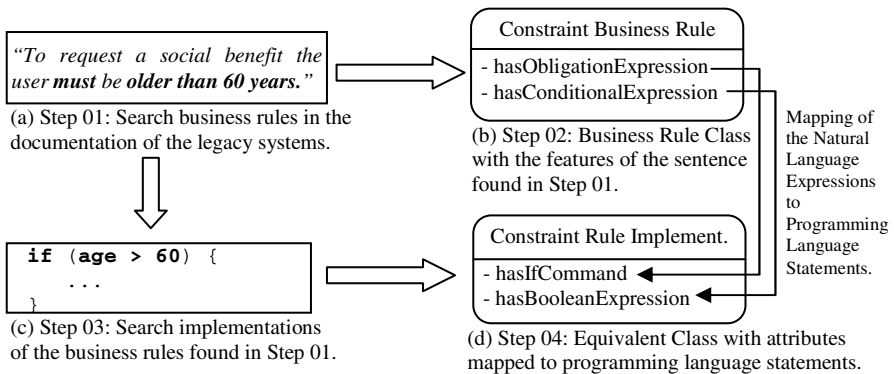 “To request a social benefit the
user must be older than 60 years.”
(a) Step 01: Search business rules in the
documentation of the legacy systems.
Constraint Business Rule
- hasObligationExpression
- hasConditionalExpression
(b) Step 02: Business Rule Class
with the features of the sentence
found in Step 01.
Mapping of
the Natural
Language
Expressions
to
Programming
Language
Statements.
if (age > 60) {
...
}
(c) Step 03: Search implementations
of the business rules found in Step 01.
Constraint Rule Implement.
- hasIfCommand
- hasBooleanExpression
(d) Step 04: Equivalent Class with attributes
mapped to programming language statements.